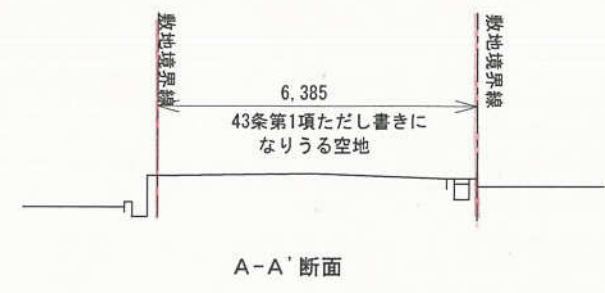 敷地境界線
敷地境界線
6,385
43条第1項ただし書きに
なりうる空地
A-A'断面